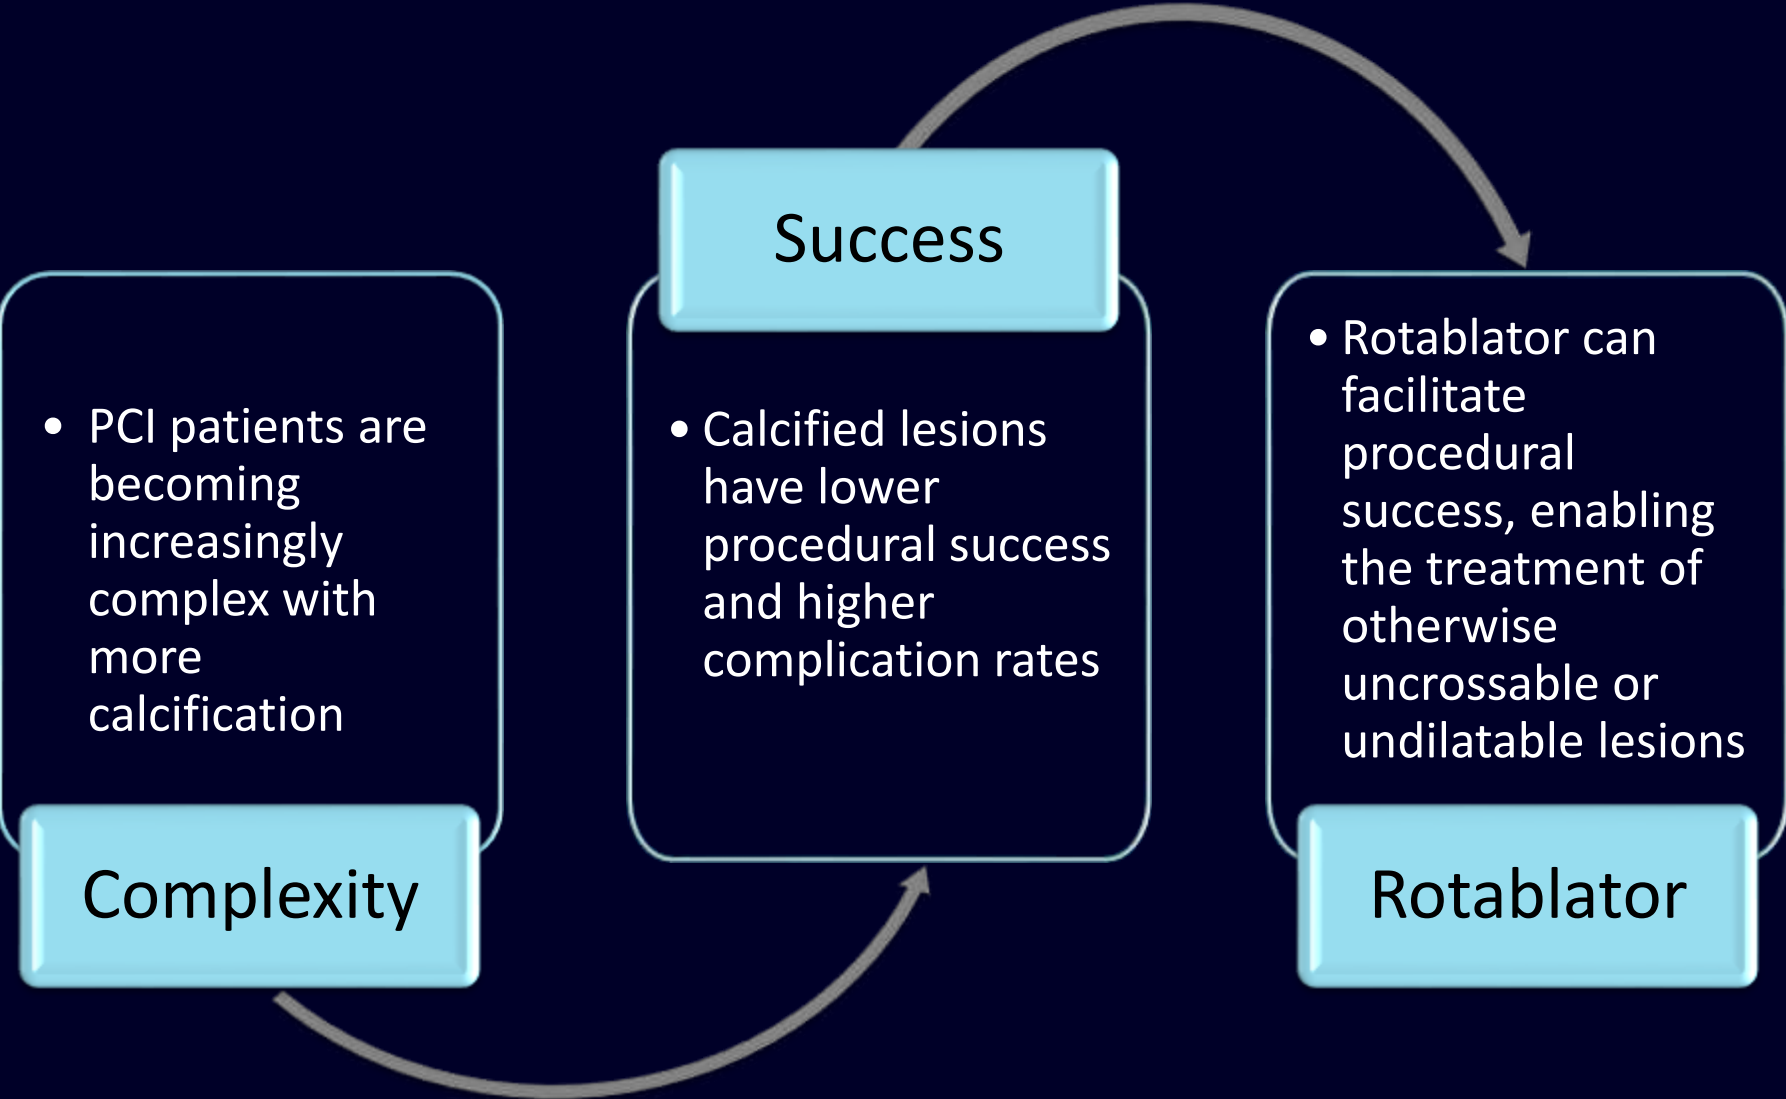 • PCI patients are
becoming
increasingly
complex with
more
calcification
Complexity
Success
• Calcified lesions
have lower
procedural success
and higher
complication rates
• Rotablator can
facilitate
procedural
success, enabling
the treatment of
otherwise
uncrossable or
undilatable lesions
Rotablator